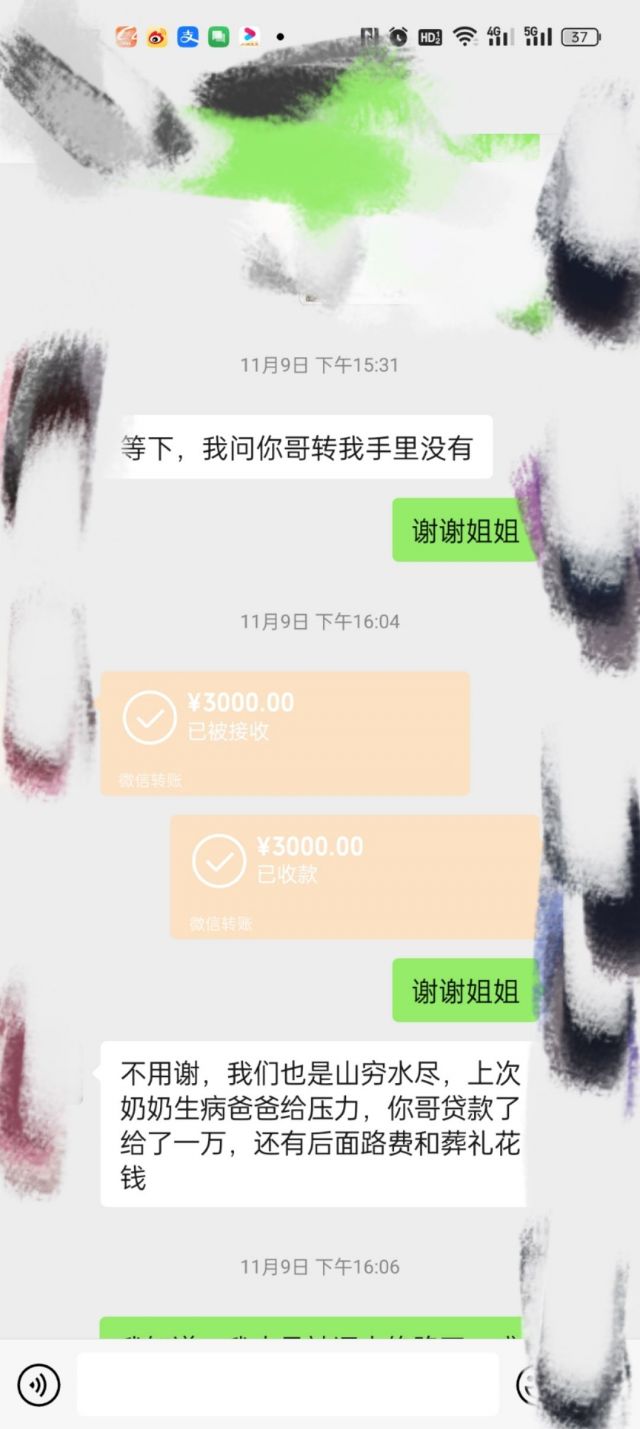 HD 4G 5G 37
11月9日 下午15:31
等下，我问你哥转我手里没有
谢谢姐姐
11月9日 下午16:04
¥3000.00
已被接收
微信转账
¥3000.00
已收款
微信转账
谢谢姐姐
不用谢，我们也是山穷水尽，上次
奶奶生病爸爸给压力，你哥贷款了
给了一万，还有后面路费和葬礼花
钱
11月9日 下午16:06